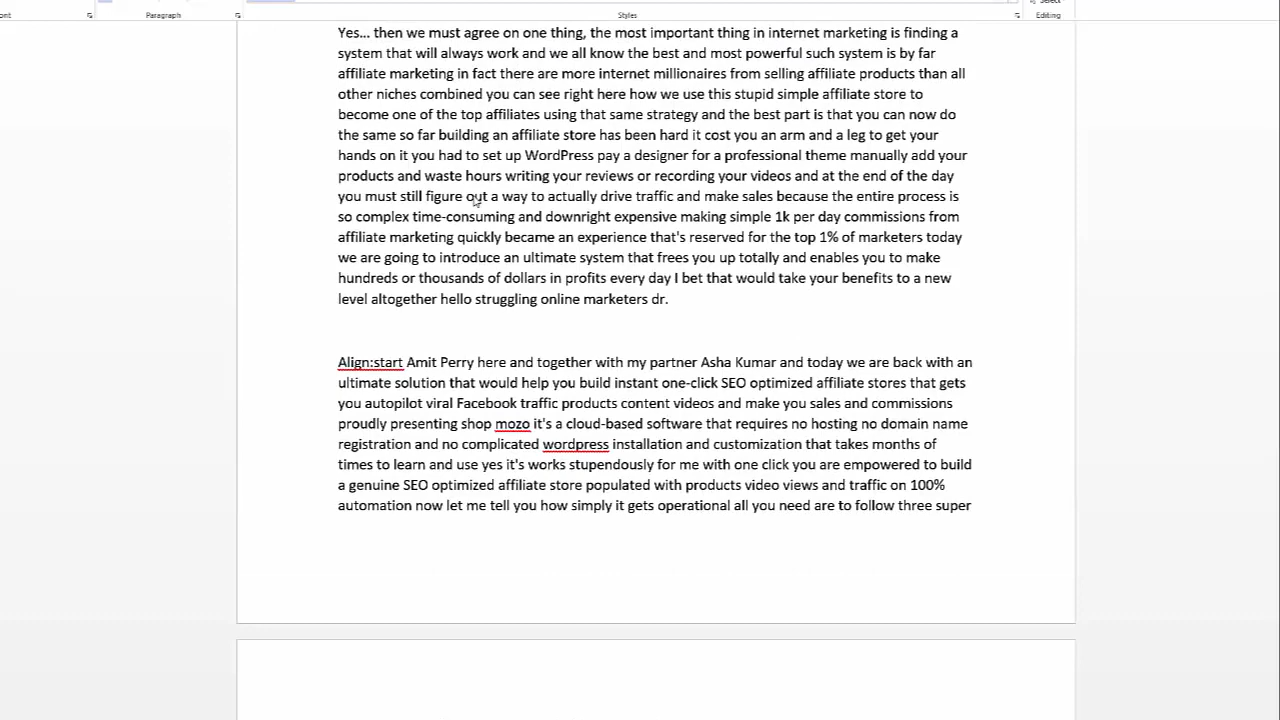 Paragraph
Styles
Editing
Yes... then we must agree on one thing, the most important thing in internet marketing is finding a
system that will always work and we all know the best and most powerful such system is by far
affiliate marketing in fact there are more internet millionaires from selling affiliate products than all
other niches combined you can see right here how we use this stupid simple affiliate store to
become one of the top affiliates using that same strategy and the best part is that you can now do
the same so far building an affiliate store has been hard it cost you an arm and a leg to get your
hands on it you had to set up WordPress pay a designer for a professional theme manually add your
products and waste hours writing your reviews or recording your videos and at the end of the day
you must still figure out a way to actually drive traffic and make sales because the entire process is
so complex time-consuming and downright expensive making simple 1k per day commissions from
affiliate marketing quickly became an experience that's reserved for the top 1% of marketers today
we are going to introduce an ultimate system that frees you up totally and enables you to make
hundreds or thousands of dollars in profits every day I bet that would take your benefits to a new
level altogether hello struggling online marketers dr.
Align:start Amit Perry here and together with my partner Asha Kumar and today we are back with an
ultimate solution that would help you build instant one-click SEO optimized affiliate stores that gets
you autopilot viral Facebook traffic products content videos and make you sales and commissions
proudly presenting shop mozo it's a cloud-based software that requires no hosting no domain name
registration and no complicated wordpress installation and customization that takes months of
times to learn and use yes it's works stupendously for me with one click you are empowered to build
a genuine SEO optimized affiliate store populated with products video views and traffic on 100%
automation now let me tell you how simply it gets operational all you need are to follow three super